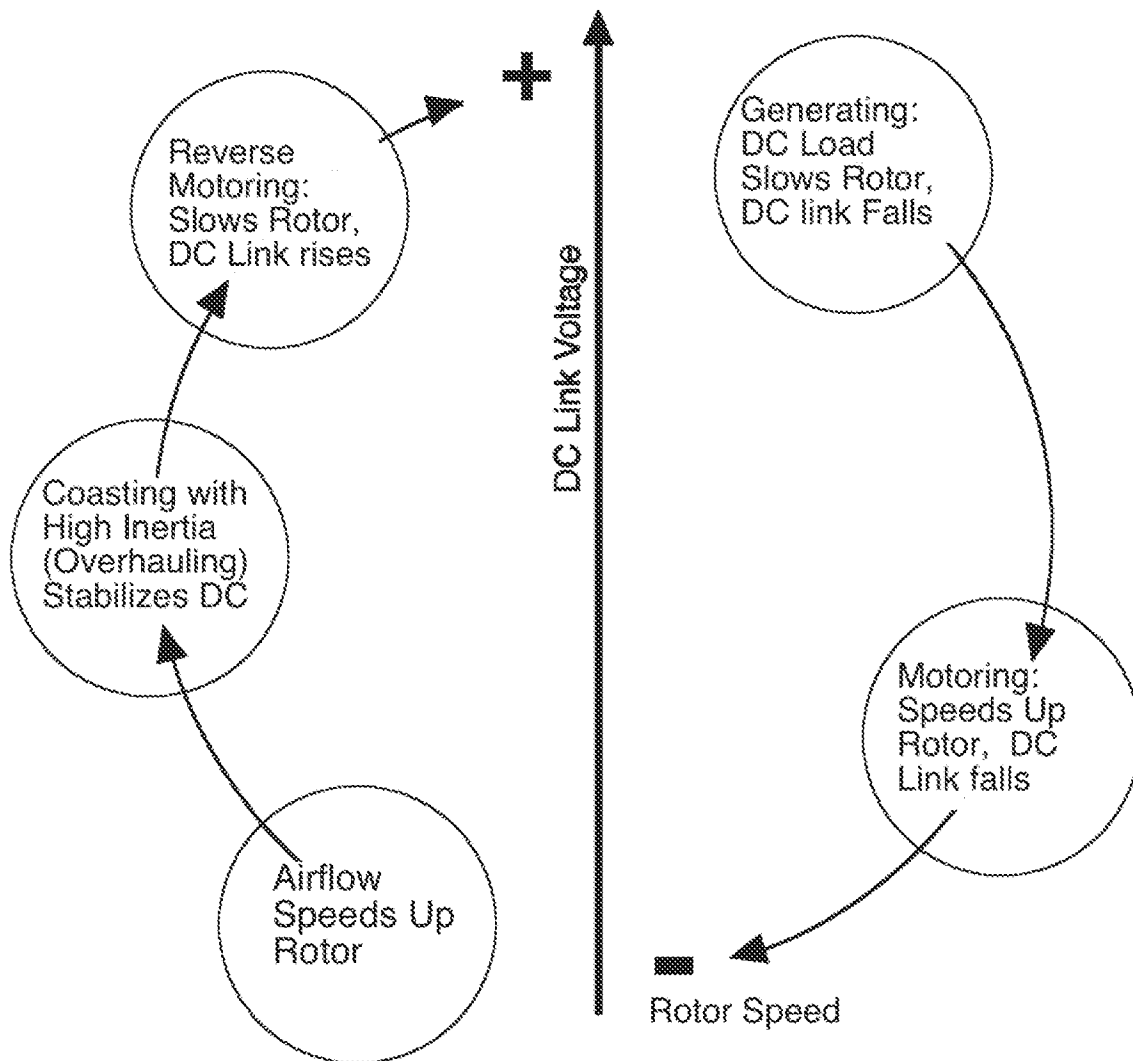 +
Reverse
Motoring:
Slows Rotor,
DC Link rises
Generating:
DC Load
Slows Rotor,
DC link Falls
DC Link Voltage
Coasting with
High Inertia
(Overhauling)
Stabilizes DC
Motoring:
Speeds Up
Rotor, DC
Link falls
Airflow
Speeds Up
Rotor
-
Rotor Speed